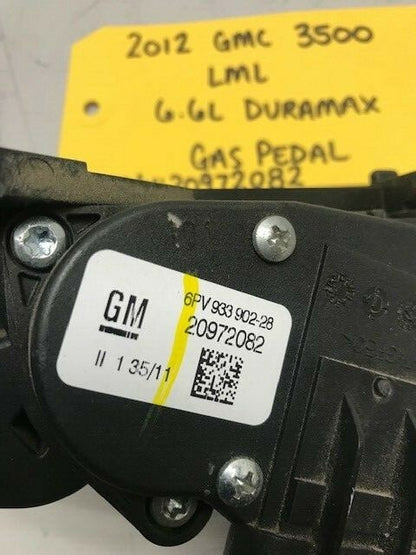 2012 GMC 3500
LML
6.6L DURAMAX
GAS PEDAL
20972082
GM
6PV 933 902-28
20972082
II 1 35/11